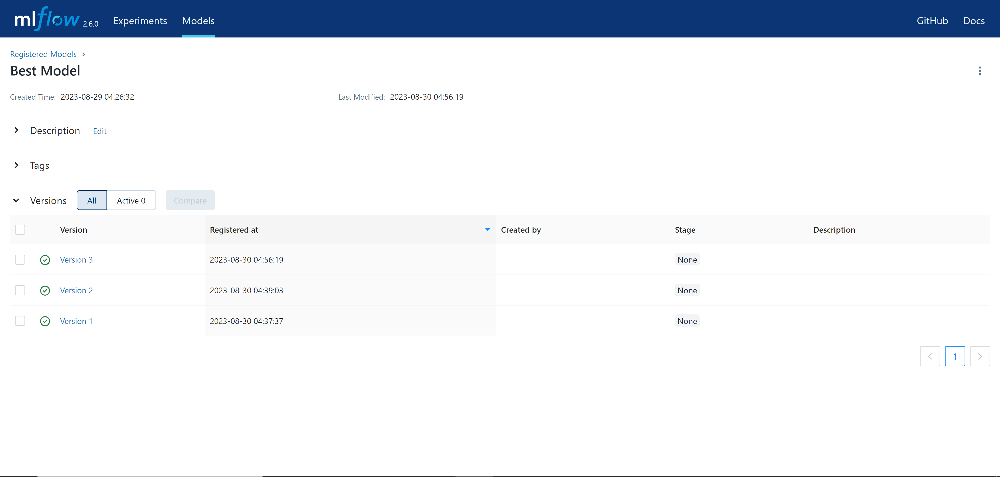 mlflow 2.6.0 Experiments Models GitHub Docs
Registered Models
Best Model
Created Time: 2023-08-29 04:26:32 Last Modified: 2023-08-30 04:56:19
Description Edit
Tags
Versions All Active 0 Compare
Version Registered at Created by Stage Description
Version 3 2023-08-30 04:56:19 None
Version 2 2023-08-30 04:39:03 None
Version 1 2023-08-30 04:37:37 None
1